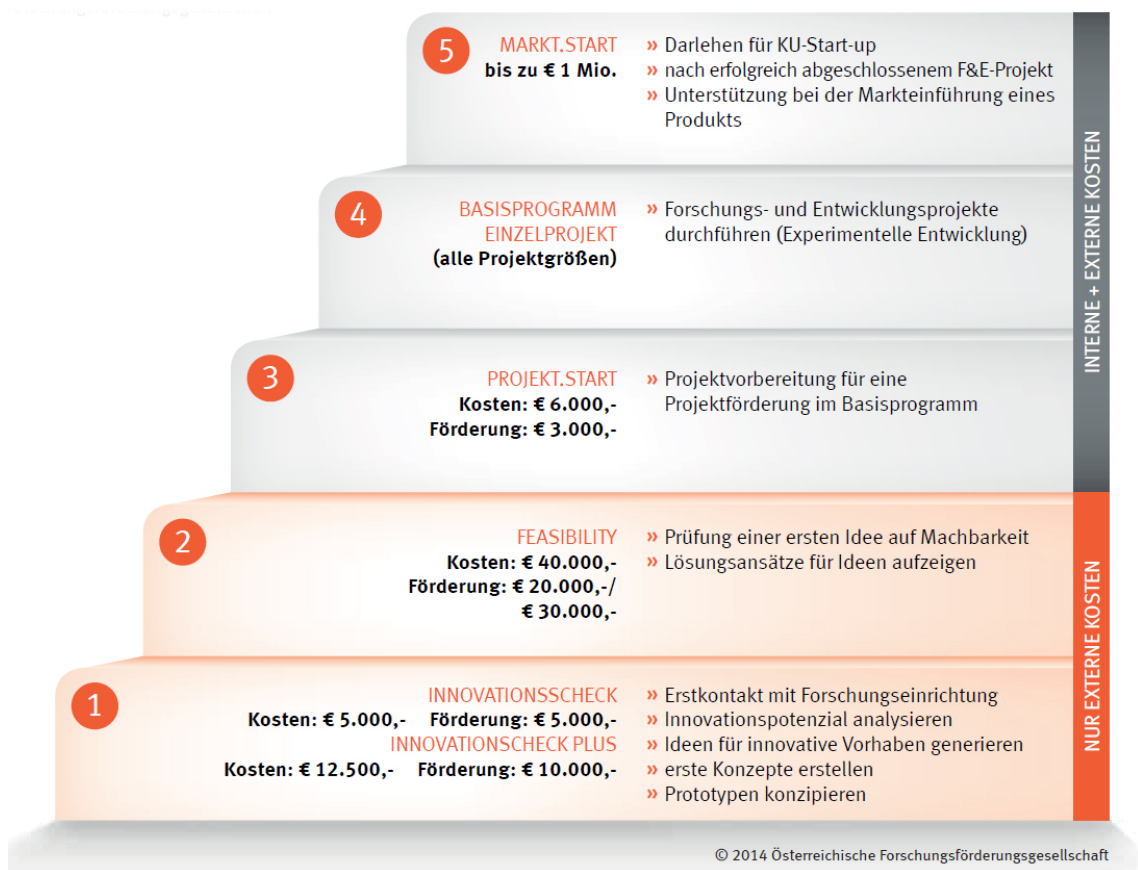 5
MARKT.START
bis zu € 1 Mio.
» Darlehen für KU-Start-up
» nach erfolgreich abgeschlossenem F&E-Projekt
» Unterstützung bei der Markteinführung eines
Produkts
4
BASISPROGRAMM
EINZELPROJEKT
(alle Projektgrößen)
» Forschungs- und Entwicklungsprojekte
durchführen (Experimentelle Entwicklung)
3
PROJEKT.START
Kosten: € 6.000,-
Förderung: € 3.000,-
» Projektvorbereitung für eine
Projektförderung im Basisprogramm
INTERNE + EXTERNE KOSTEN
2
FEASIBILITY
Kosten: € 40.000,-
Förderung: € 20.000,-/
€ 30.000,-
» Prüfung einer ersten Idee auf Machbarkeit
» Lösungsansätze für Ideen aufzeigen
1
INNOVATIONSSCHECK
Kosten: € 5.000,- Förderung: € 5.000,-
INNOVATIONSCHECK PLUS
Kosten: € 12.500,- Förderung: € 10.000,-
» Erstkontakt mit Forschungseinrichtung
» Innovationspotenzial analysieren
» Ideen für innovative Vorhaben generieren
» erste Konzepte erstellen
» Prototypen konzipieren
NUR EXTERNE KOSTEN
© 2014 Österreichische Forschungsförderungsgesellschaft